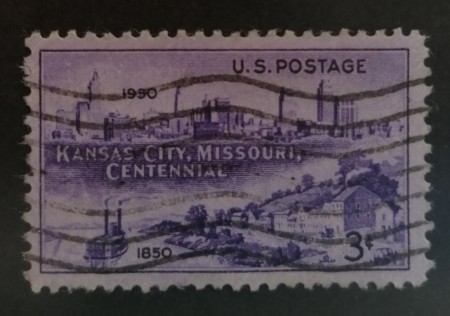 U.S. POSTAGE
1950
KANSAS CITY, MISSOURI,
CENTENNIAL
1850
3¢